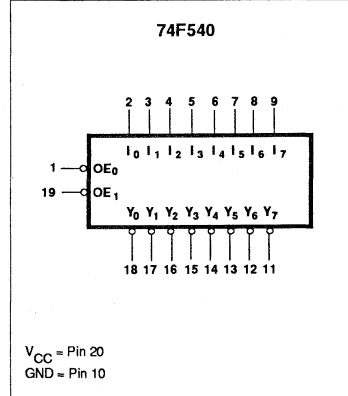 74F540
2 3 4 5 6 7 8 9
I0 I1 I2 I3 I4 I5 I6 I7
1 OE0
19 OE1
Y0 Y1 Y2 Y3 Y4 Y5 Y6 Y7
18 17 16 15 14 13 12 11
VCC = Pin 20
GND = Pin 10